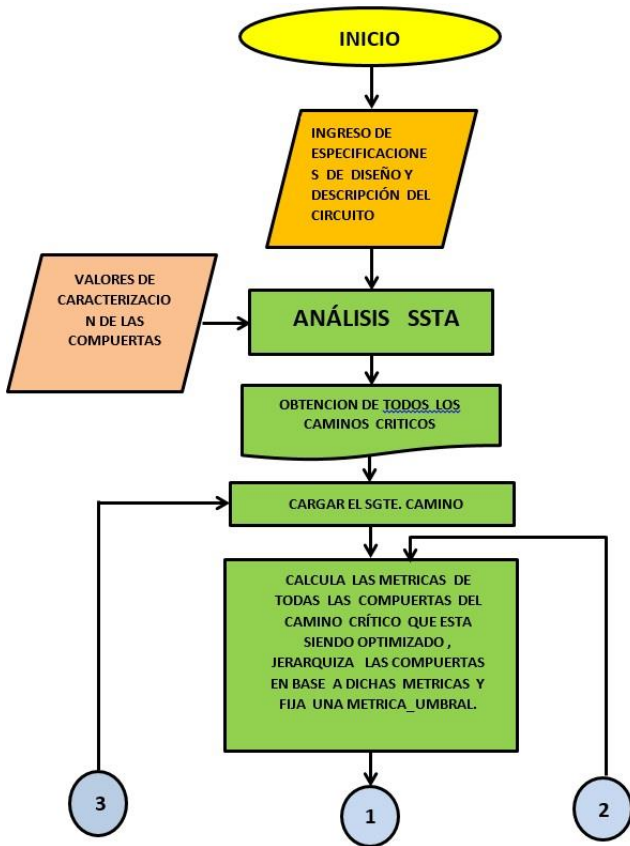 INICIO
INGRESO DE
ESPECIFICACIONE
S DE DISEÑO Y
DESCRIPCIÓN DEL
CIRCUITO
VALORES DE
CARACTERIZACIO
N DE LAS
COMPUERTAS
ANÁLISIS SSTA
OBTENCION DE TODOS LOS
CAMINOS CRITICOS
CARGAR EL SGTE. CAMINO
CALCULA LAS METRICAS DE
TODAS LAS COMPUERTAS DEL
CAMINO CRÍTICO QUE ESTA
SIENDO OPTIMIZADO ,
JERARQUIZA LAS COMPUERTAS
EN BASE A DICHAS METRICAS Y
FIJA UNA METRICA_UMBRAL.
3
1
2